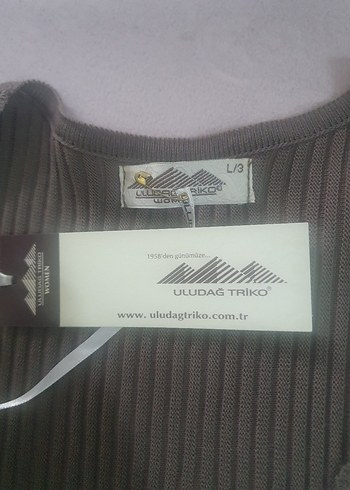 L/3
ULUDAĞ TRİKO®
WOMEN
1938'den günümüze...
ULUDAĞ TRİKO®
www. uludagtriko.com.tr
ULUDAĞ TRİKO
WOMEN